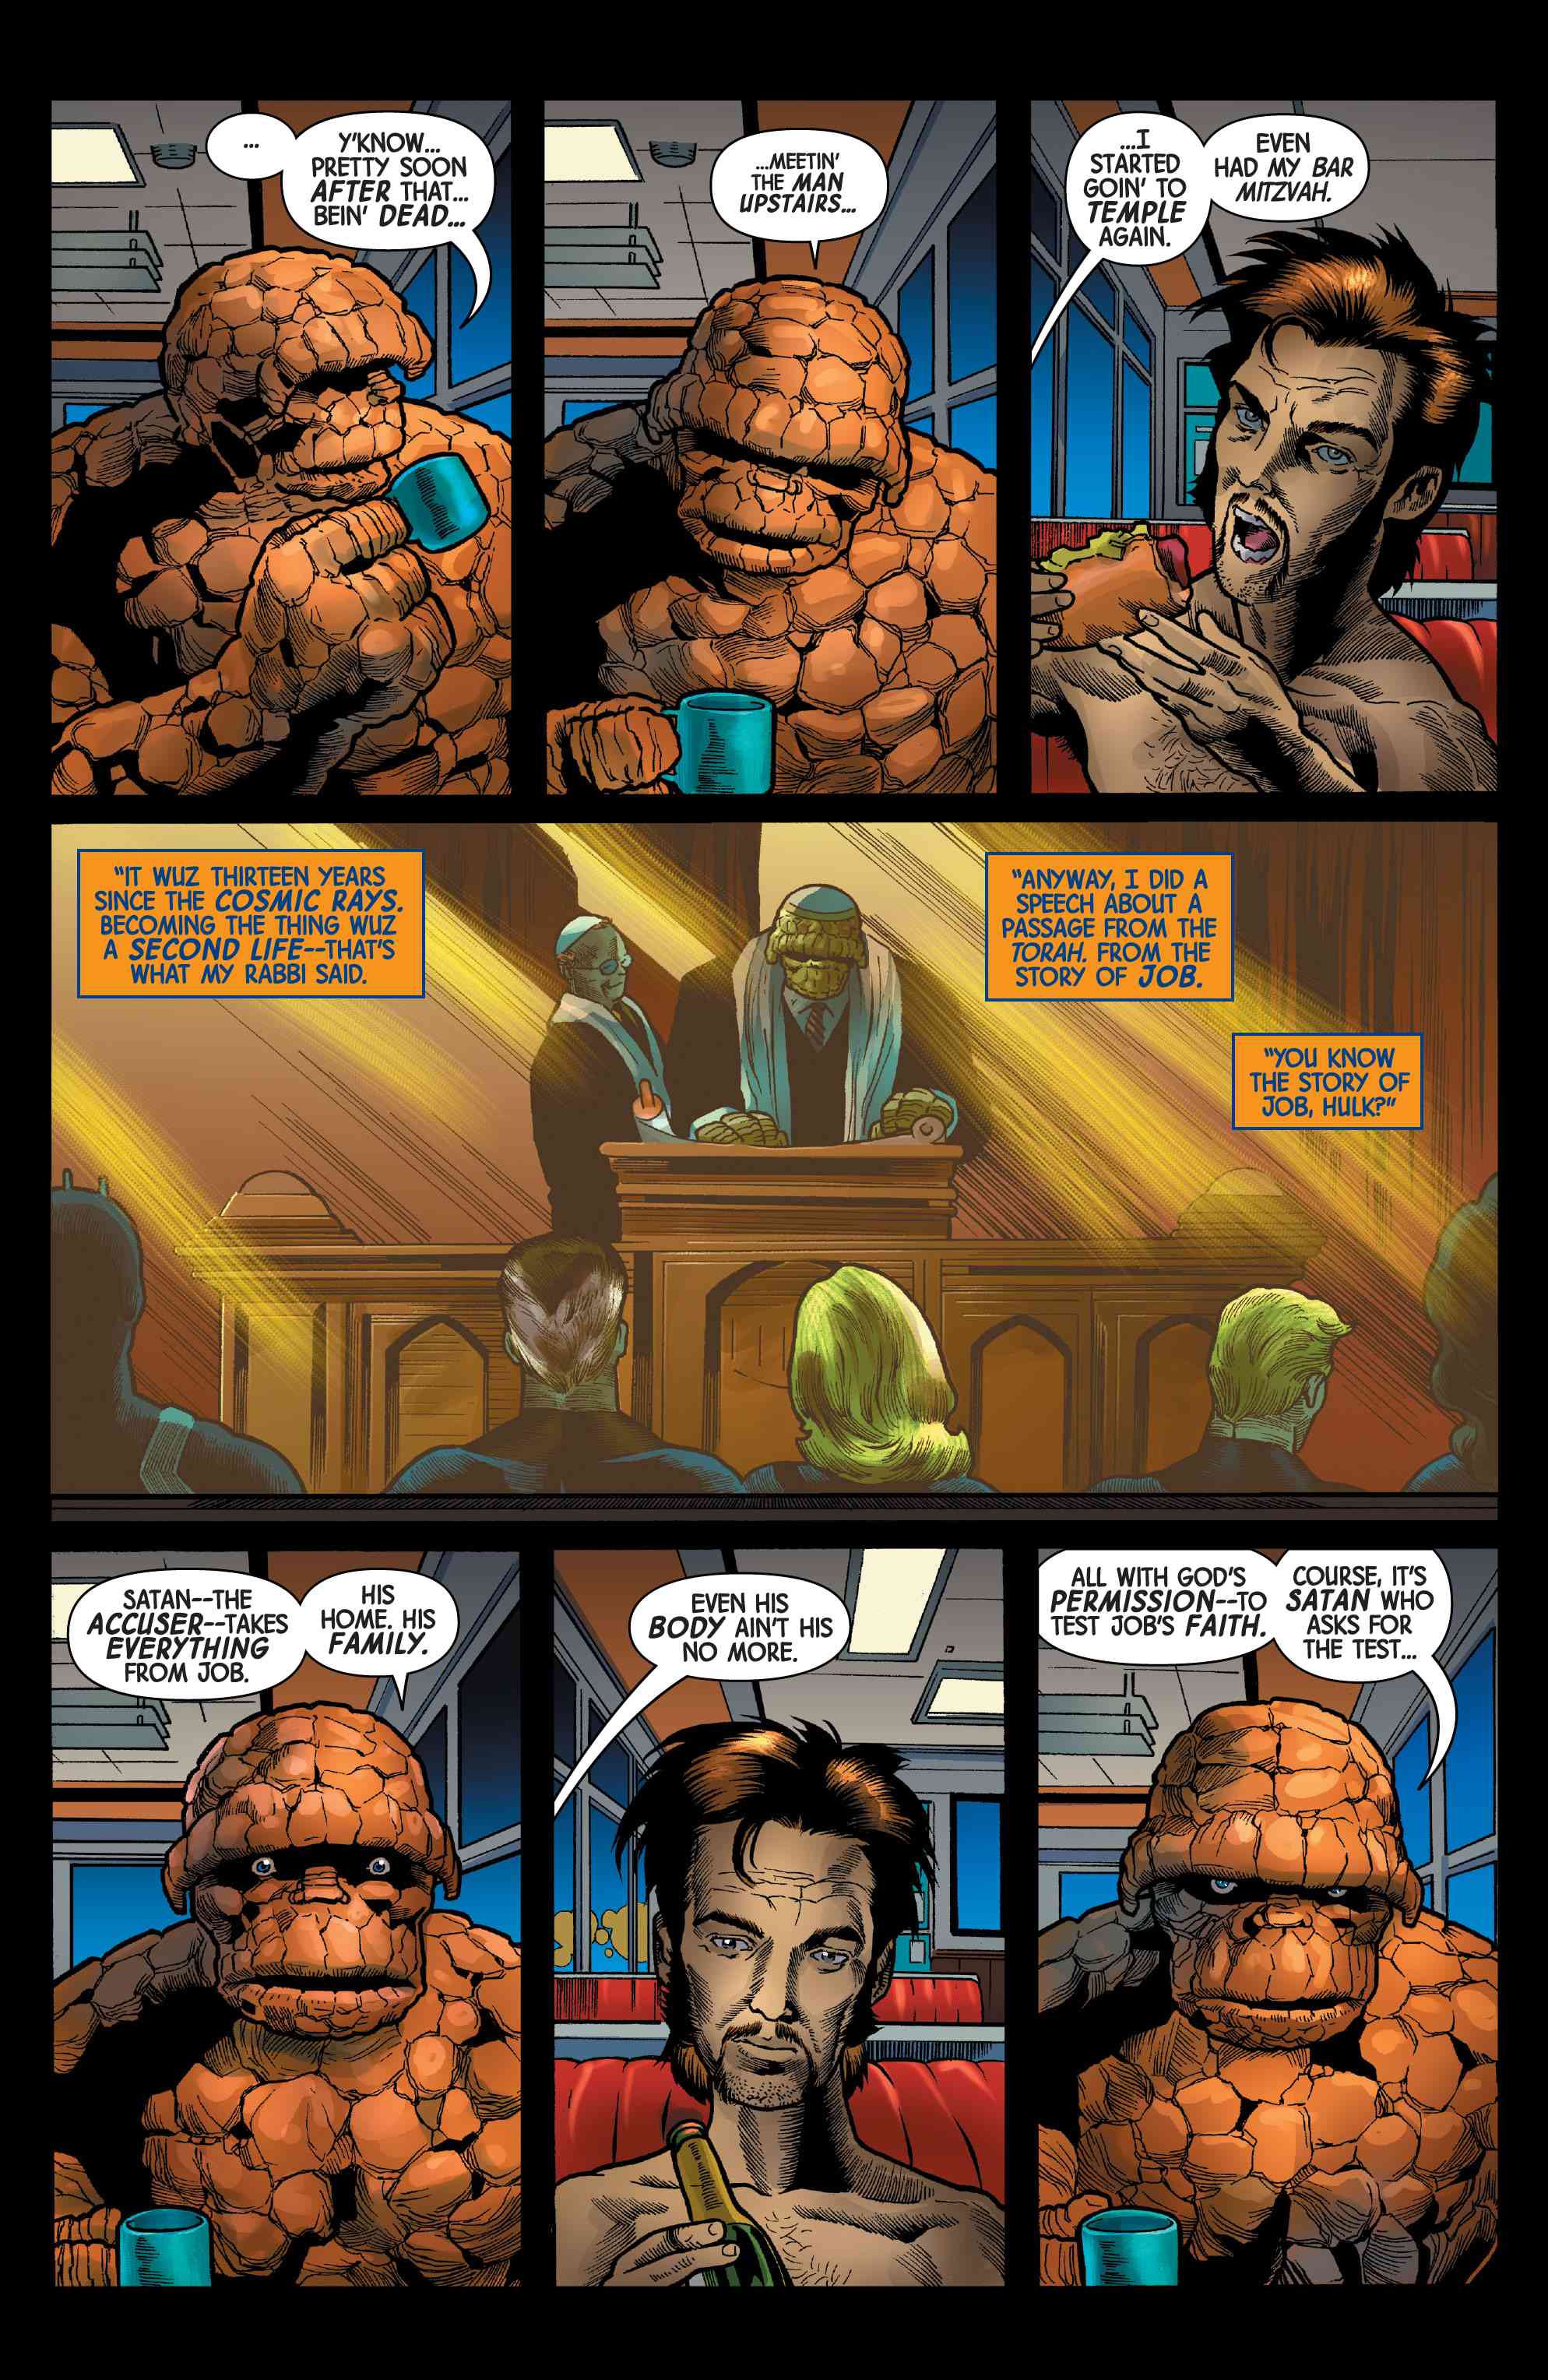 ...
Y'KNOW...
PRETTY SOON
AFTER THAT...
BEIN' DEAD...
...MEETIN'
THE MAN
UPSTAIRS...
...I
STARTED
GOIN' TO
TEMPLE
AGAIN.
EVEN
HAD MY BAR
MITZVAH.
"IT WUZ THIRTEEN YEARS
SINCE THE COSMIC RAYS.
BECOMING THE THING WUZ
A SECOND LIFE--THAT'S
WHAT MY RABBI SAID.
"ANYWAY, I DID A
SPEECH ABOUT A
PASSAGE FROM THE
TORAH. FROM THE
STORY OF JOB.
"YOU KNOW
THE STORY OF
JOB, HULK?"
SATAN--THE
ACCUSER--TAKES
EVERYTHING
FROM JOB.
HIS
HOME. HIS
FAMILY.
EVEN HIS
BODY AIN'T HIS
NO MORE.
ALL WITH GOD'S
PERMISSION--TO
TEST JOB'S FAITH.
COURSE, IT'S
SATAN WHO
ASKS FOR
THE TEST...